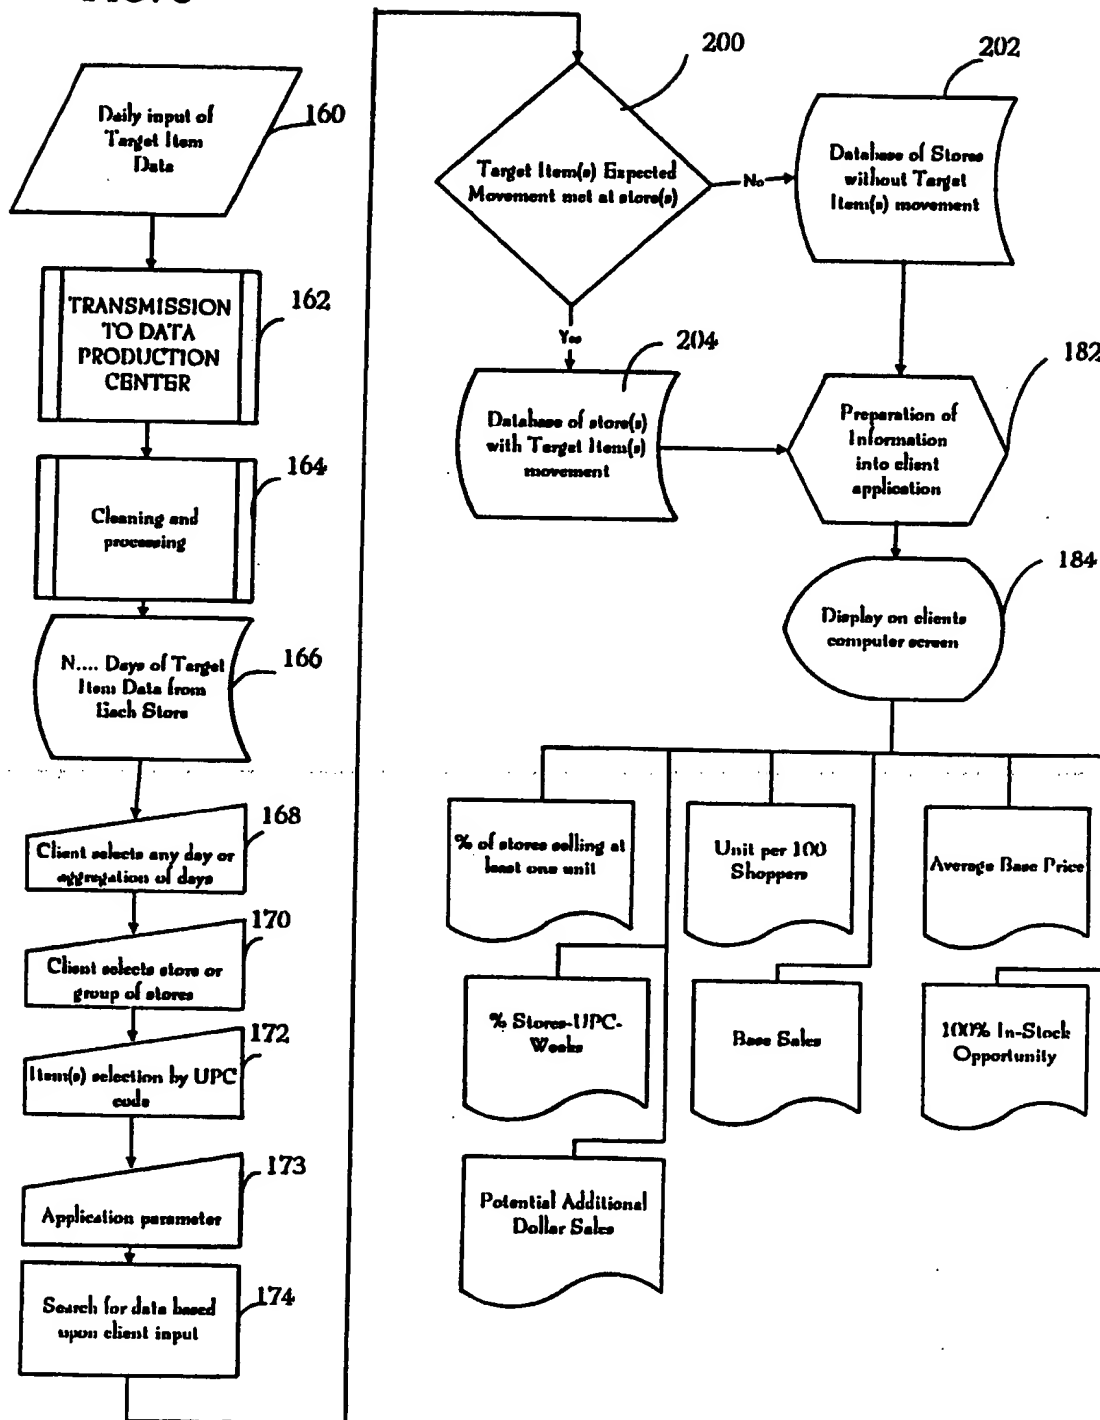 160
Daily input of
Target Item
Data
162
TRANSMISSION
TO DATA
PRODUCTION
CENTER
164
Cleaning and
processing
166
N.... Days of Target
Item Data from
Each Store
168
Client selects any day or
aggregation of days
170
Client selects store or
group of stores
172
Item(s) selection by UPC
code
173
Application parameter
174
Search for data based
upon client input
200
Target Item(s) Expected
Movement met at store(s)
No
Yes
202
Database of Stores
without Target
Item(s) movement
204
Database of store(s)
with Target Item(s)
movement
182
Preparation of
Information
into client
application
184
Display on clients
computer screen
% of stores selling at
least one unit
Unit per 100
Shoppers
Average Base Price
% Stores-UPC-
Weeks
Base Sales
100% In-Stock
Opportunity
Potential Additional
Dollar Sales